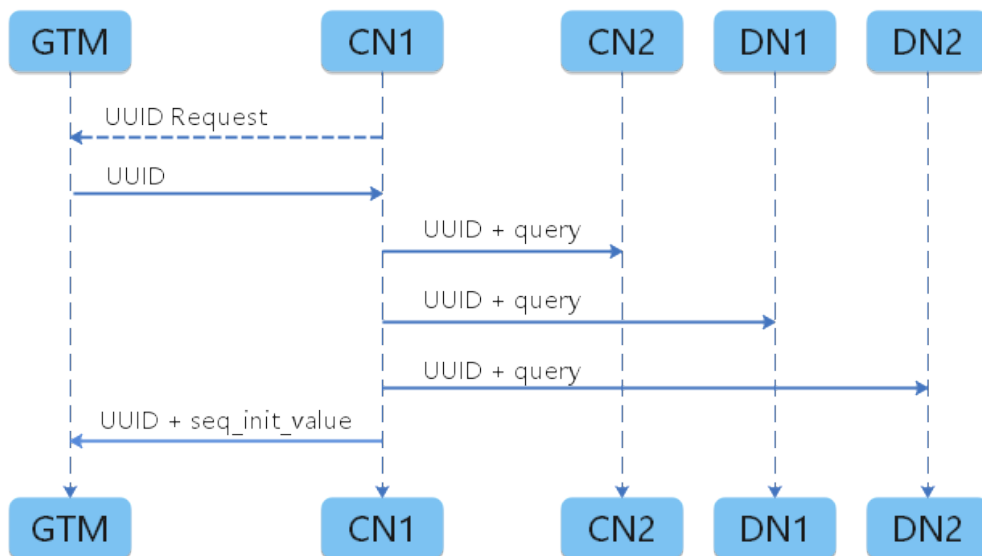 GTM CN1 CN2 DN1 DN2
UUID Request
UUID
UUID + query
UUID + query
UUID + query
UUID + seq_init_value
GTM CN1 CN2 DN1 DN2